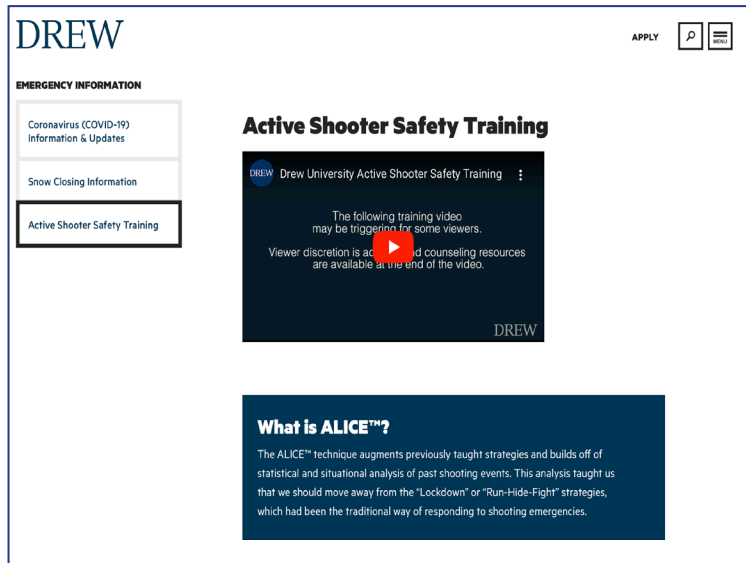 DREW
APPLY
MENU
EMERGENCY INFORMATION
Coronavirus (COVID-19)
Information & Updates
Snow Closing Information
Active Shooter Safety Training
Active Shooter Safety Training
DREW Drew University Active Shooter Safety Training
The following training video
may be triggering for some viewers.
Viewer discretion is and counseling resources
are available at the end of the video.
DREW
What is ALICE™?
The ALICE™ technique augments previously taught strategies and builds off of
statistical and situational analysis of past shooting events. This analysis taught us
that we should move away from the “Lockdown” or “Run-Hide-Fight” strategies,
which had been the traditional way of responding to shooting emergencies.